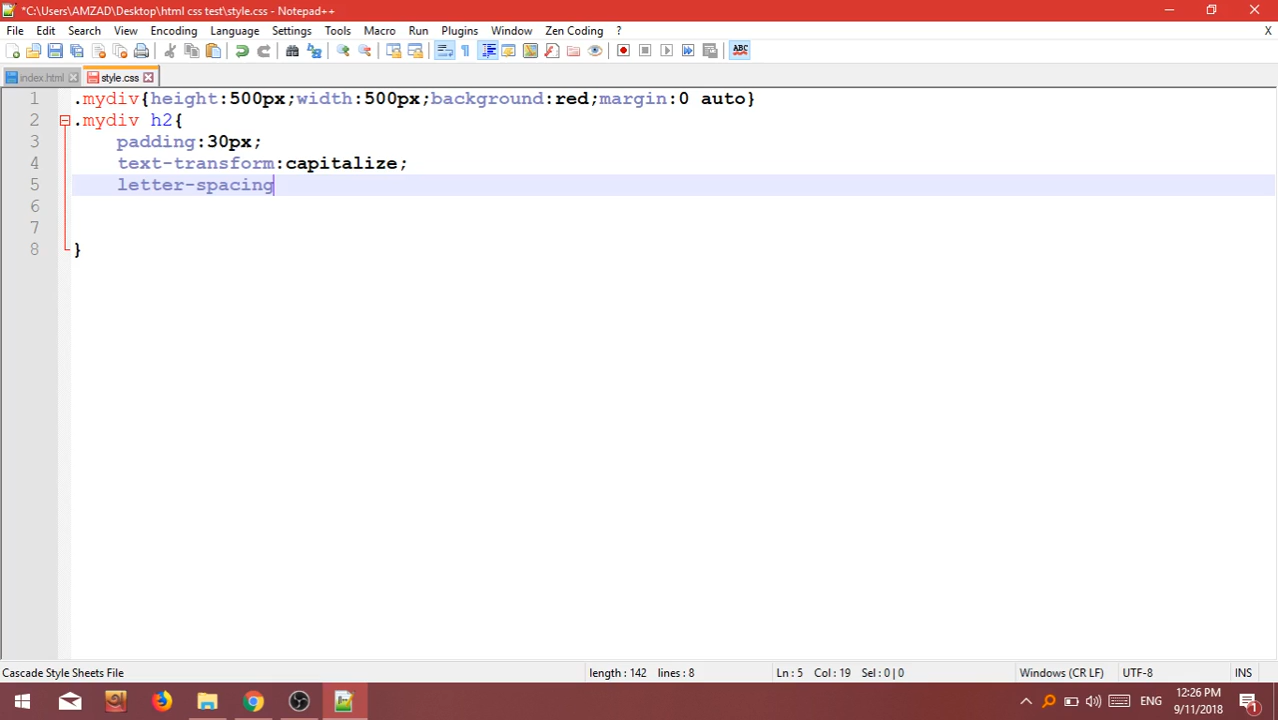 *C:\Users\AMZAD\Desktop\html css test\style.css - Notepad++
File Edit Search View Encoding Language Settings Tools Macro Run Plugins Window Zen Coding ? X
ABC
index.html style.css
1 .mydiv{height:500px;width:500px;background:red;margin:0 auto}
2 .mydiv h2{
3 padding:30px;
4 text-transform:capitalize;
5 letter-spacing
6
7
8 }
Cascade Style Sheets File length : 142 lines : 8 Ln : 5 Col : 19 Sel : 0 | 0 Windows (CR LF) UTF-8 INS
ENG
12:26 PM
9/11/2018
1